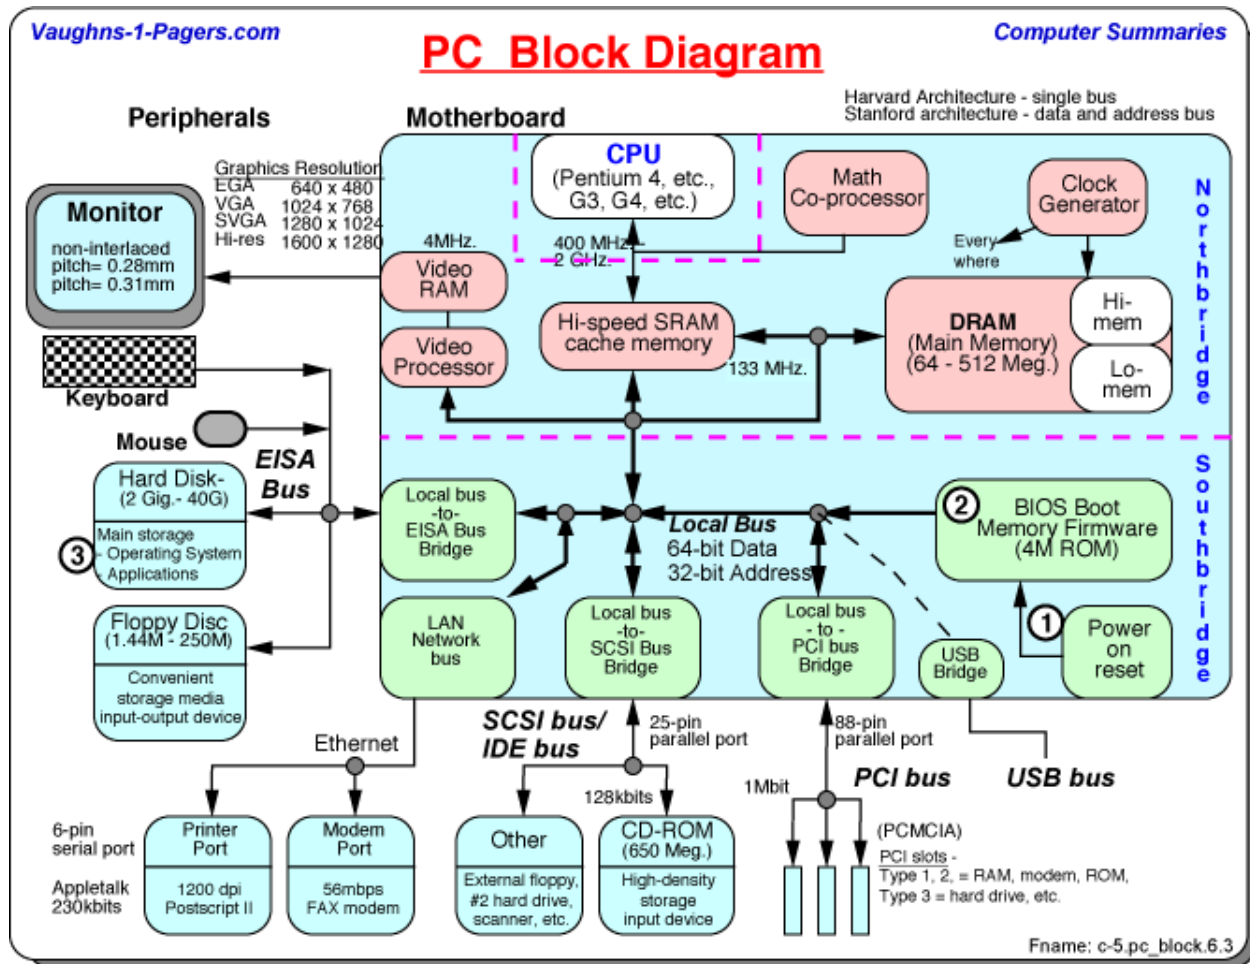 Vaughns-1-Pagers.com
Computer Summaries
PC Block Diagram
Harvard Architecture - single bus
Stanford architecture - data and address bus
Peripherals
Motherboard
Graphics Resolution
EGA 640 x 480
VGA 1024 x 768
SVGA 1280 x 1024
Hi-res 1600 x 1280
Monitor
non-interlaced
pitch= 0.28mm
pitch= 0.31mm
CPU
(Pentium 4, etc.,
G3, G4, etc.)
Math
Co-processor
Clock
Generator
Every
where
Northbridge
4MHz.
400 MHz.-
2 GHz.
Video
RAM
Video
Processor
Hi-speed SRAM
cache memory
133 MHz.
DRAM
(Main Memory)
(64 - 512 Meg.)
Hi-
mem
Lo-
mem
Keyboard
Mouse
EISA
Bus
Hard Disk-
(2 Gig.- 40G)
3
Main storage
- Operating System
- Applications
Floppy Disc
(1.44M - 250M)
Convenient
storage media
input-output device
Local bus
-to-
EISA Bus
Bridge
Local Bus
64-bit Data
32-bit Address
2
BIOS Boot
Memory Firmware
(4M ROM)
Southbridge
LAN
Network
bus
Local bus
-to-
SCSI Bus
Bridge
Local bus
- to -
PCI bus
Bridge
USB
Bridge
1
Power
on
reset
Ethernet
SCSI bus/
IDE bus
25-pin
parallel port
88-pin
parallel port
PCI bus
USB bus
128kbits
1Mbit
6-pin
serial port
Appletalk
230kbits
Printer
Port
1200 dpi
Postscript II
Modem
Port
56mbps
FAX modem
Other
External floppy,
#2 hard drive,
scanner, etc.
CD-ROM
(650 Meg.)
High-density
storage
input device
(PCMCIA)
PCI slots -
Type 1, 2, = RAM, modem, ROM,
Type 3 = hard drive, etc.
Fname: c-5.pc_block.6.3